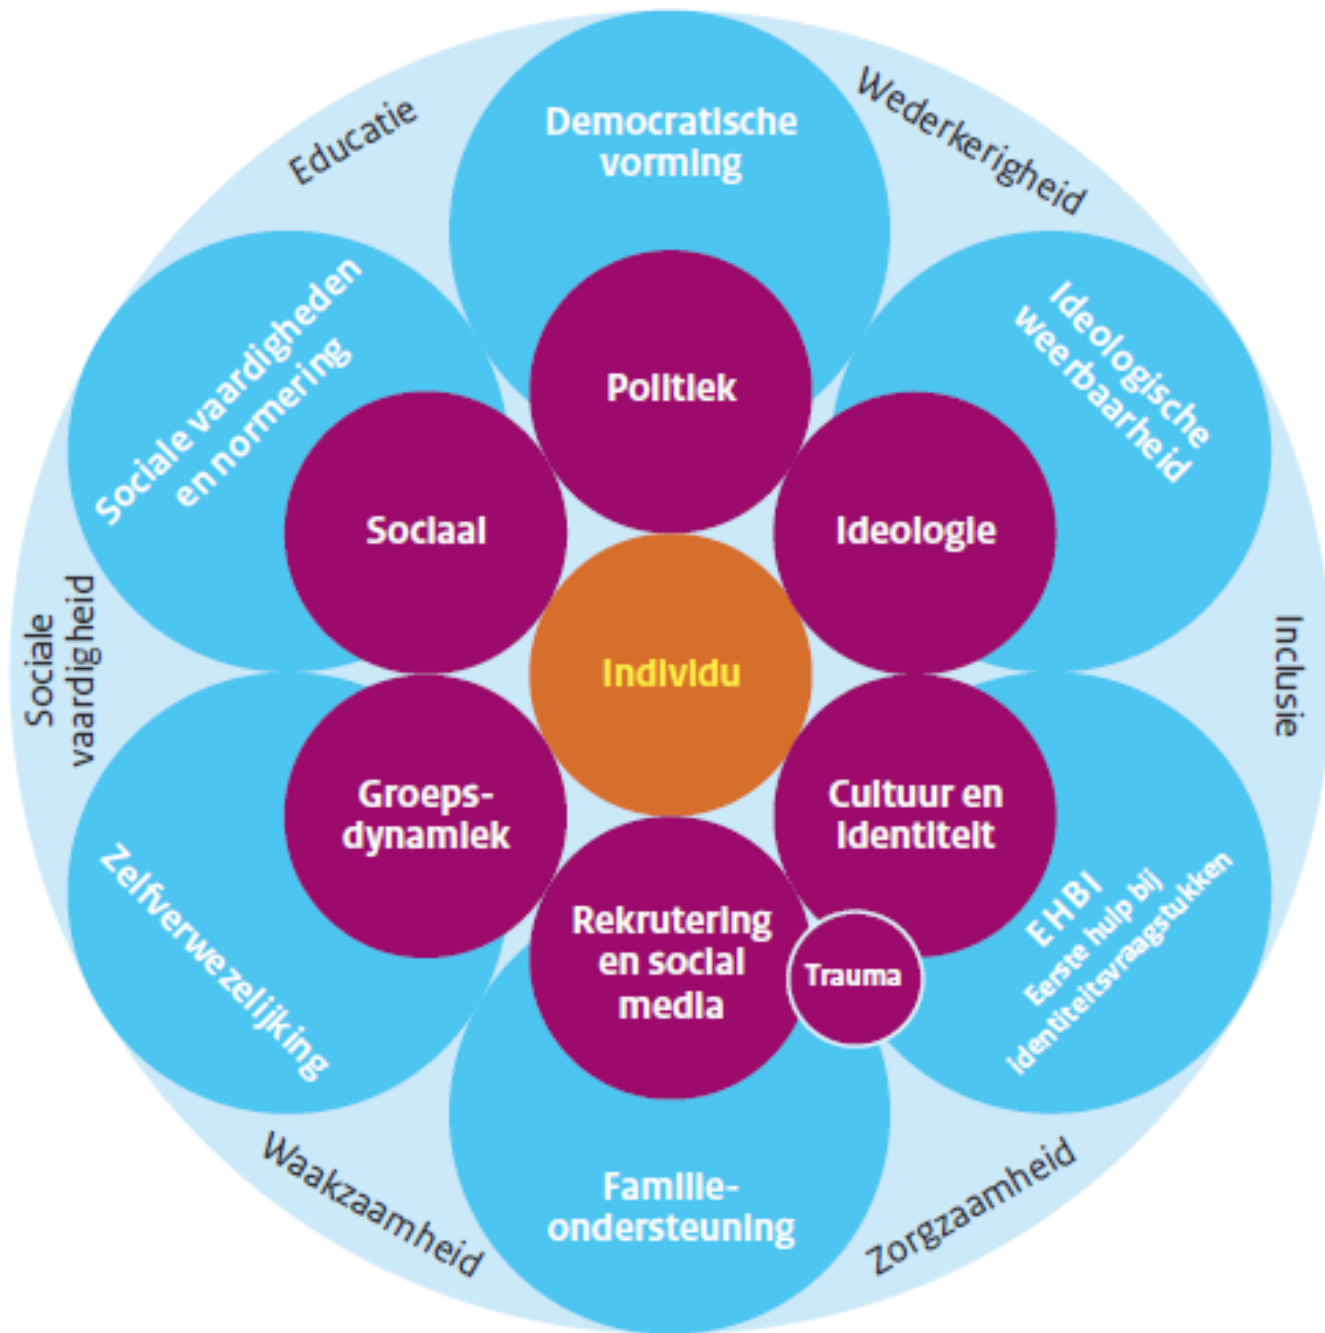 Educatie
Wederkerigheid
Democratische
vorming
Sociale vaardigheden
en normering
Ideologische
weerbaarheid
Politiek
Sociaal
Ideologie
Sociale
vaardigheid
Individu
Inclusie
Groeps-
dynamiek
Cultuur en
identiteit
Zelfverwezelijking
Rekrutering
en social
media
Trauma
EHBI
Eerste hulp bij
identiteitsvraagstukken
Waakzaamheid
Familie-
ondersteuning
Zorgzaamheid